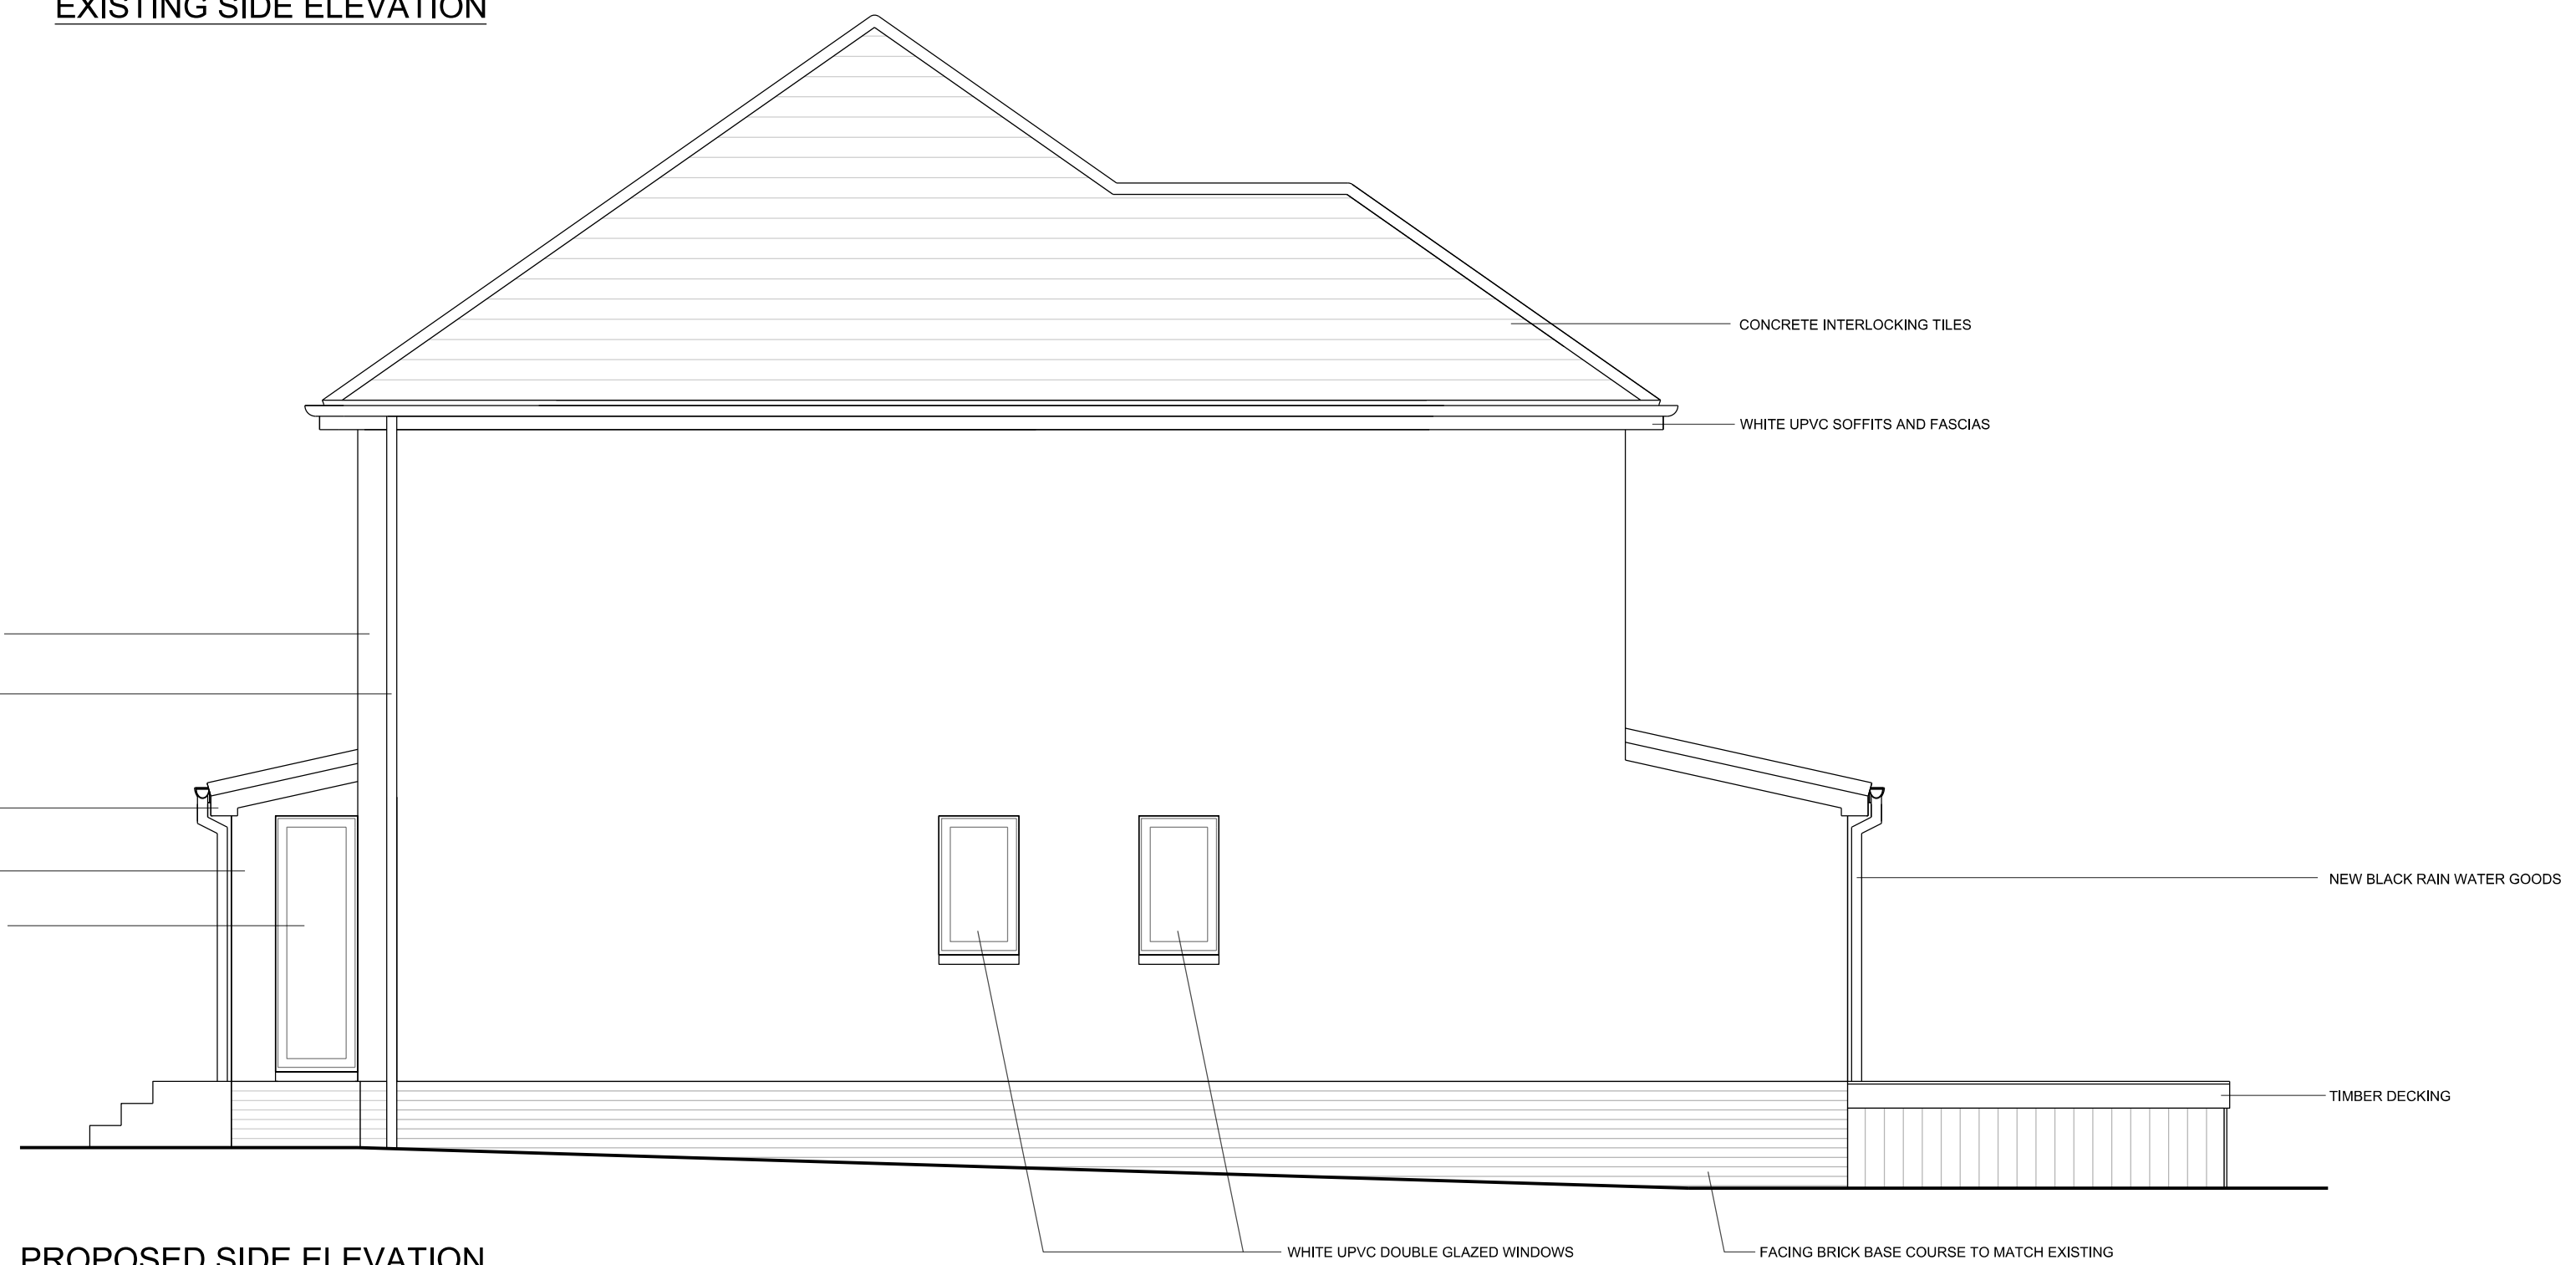 EXISTING SIDE ELEVATION
CONCRETE INTERLOCKING TILES
WHITE UPVC SOFFITS AND FASCIAS
NEW BLACK RAIN WATER GOODS
TIMBER DECKING
WHITE UPVC DOUBLE GLAZED WINDOWS
FACING BRICK BASE COURSE TO MATCH EXISTING
PROPOSED SIDE ELEVATION